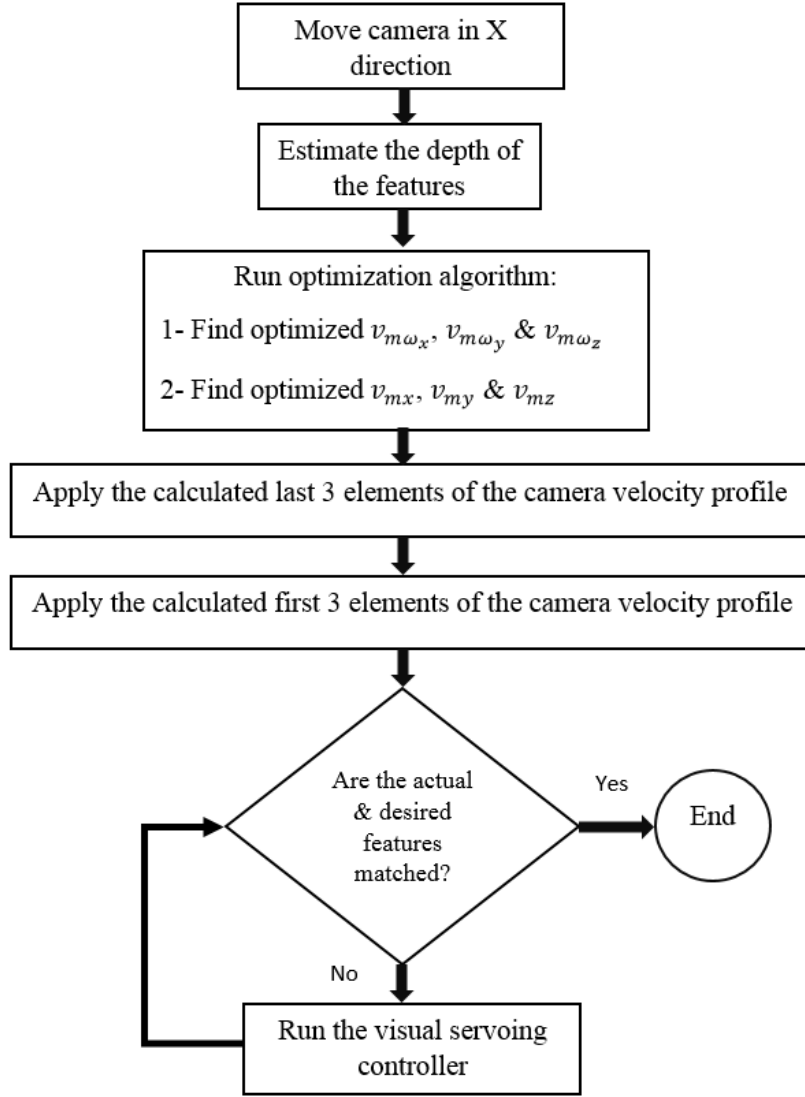 Move camera in X
direction
Estimate the depth of
the features
Run optimization algorithm:
1- Find optimized $v_{m\omega_x}$, $v_{m\omega_y}$ & $v_{m\omega_z}$
2- Find optimized $v_{mx}$, $v_{my}$ & $v_{mz}$
Apply the calculated last 3 elements of the camera velocity profile
Apply the calculated first 3 elements of the camera velocity profile
Are the actual
& desired
features
matched?
Yes
End
No
Run the visual servoing
controller